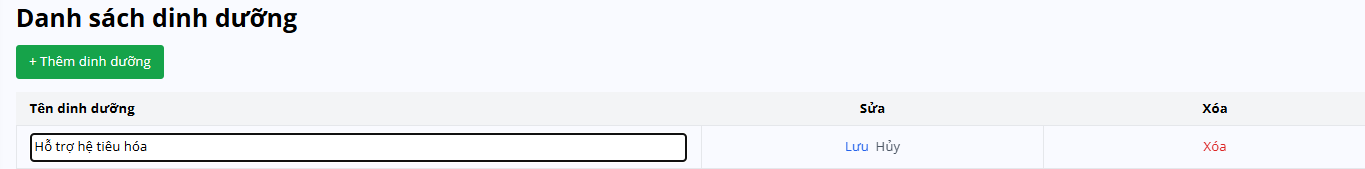 Danh sách dinh dưỡng
+ Thêm dinh dưỡng
Tên dinh dưỡng Sửa Xóa
Hỗ trợ hệ tiêu hóa Lưu Hủy Xóa